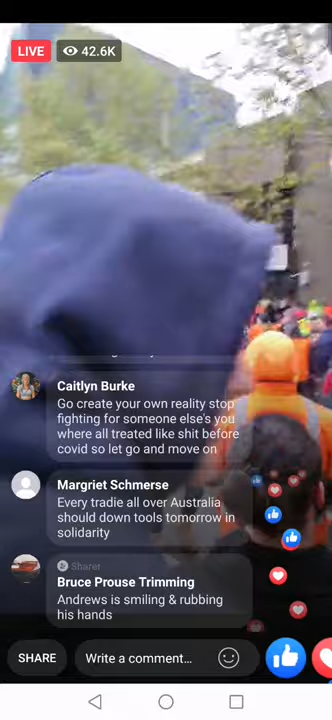 LIVE
42.6K
Caitlyn Burke
Go create your own reality stop
fighting for someone else's you
where all treated like shit before
covid so let go and move on
Margriet Schmerse
Every tradie all over Australia
should down tools tomorrow in
solidarity
Sharer
Bruce Prouse Trimming
Andrews is smiling & rubbing
his hands
SHARE
Write a comment…